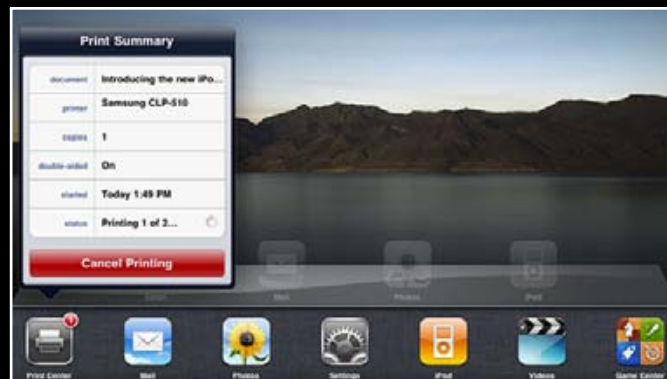 Print Summary
document Introducing the new iPo...
printer Samsung CLP-510
copies 1
double-sided On
started Today 1:49 PM
status Printing 1 of 2...
Cancel Printing
Mail Photos iPod
1
Print Center Mail Photos Settings iPod Videos Game Center